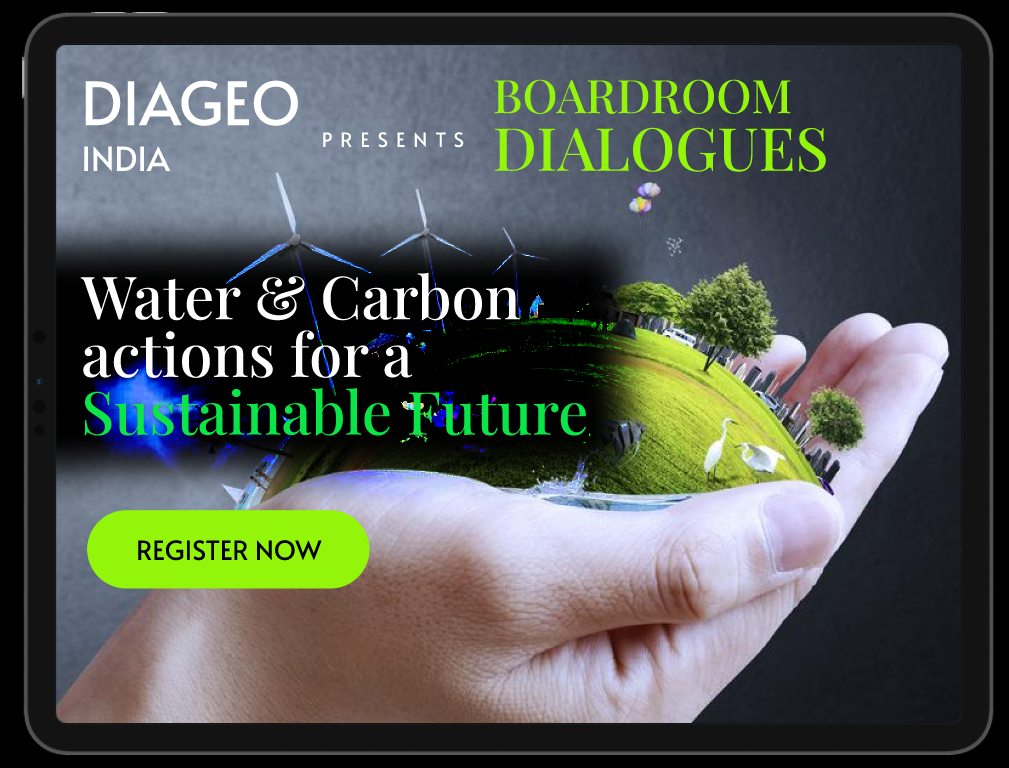 DIAGEO
INDIA
PRESENTS
BOARDROOM
DIALOGUES
Water & Carbon
actions for a
Sustainable Future
REGISTER NOW